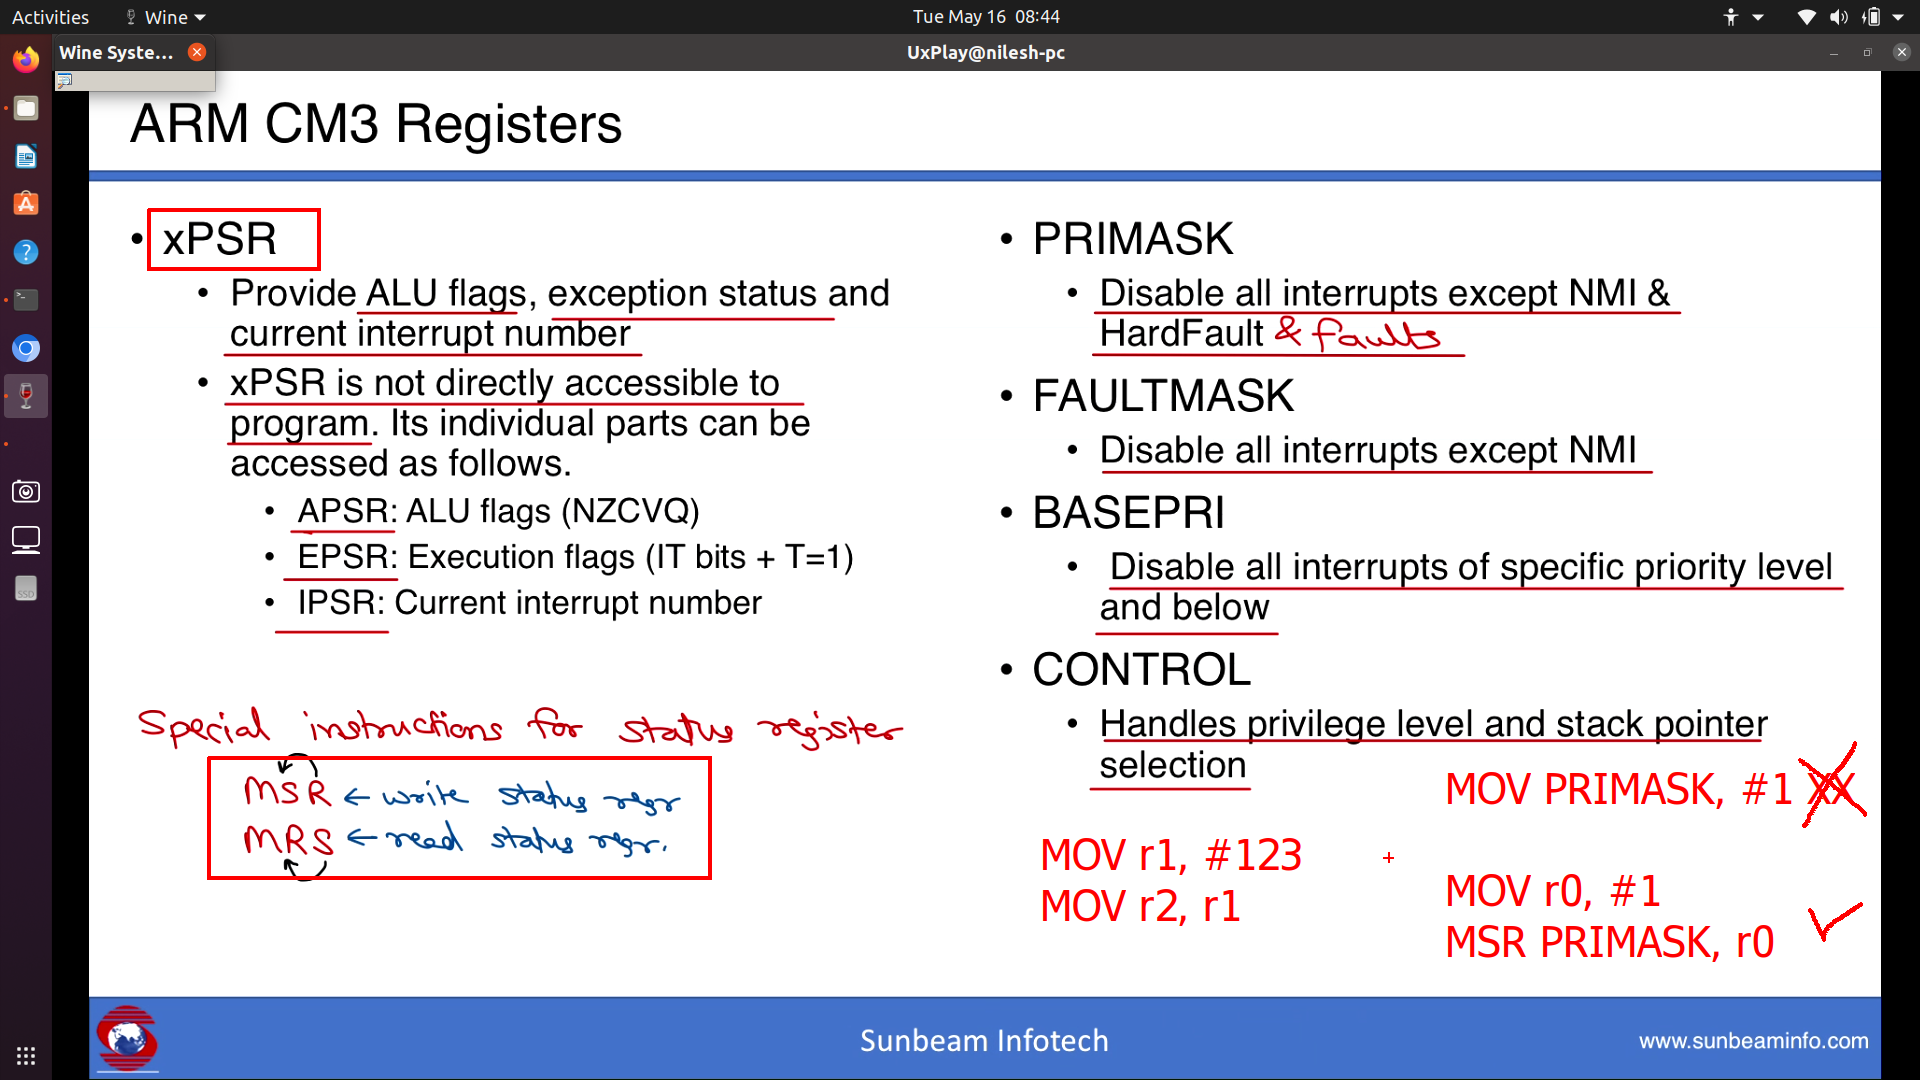 Activities
Wine
Tue May 16  08:44
Wine Syste...
UxPlay@nilesh-pc
ARM CM3 Registers
• xPSR
• Provide ALU flags, exception status and
current interrupt number
• xPSR is not directly accessible to
program. Its individual parts can be
accessed as follows.
• APSR: ALU flags (NZCVQ)
• EPSR: Execution flags (IT bits + T=1)
• IPSR: Current interrupt number
Special instructions for status register
MSR ← write status regr
MRS ← read status regr.
• PRIMASK
• Disable all interrupts except NMI &
HardFault & faults
• FAULTMASK
• Disable all interrupts except NMI
• BASEPRI
• Disable all interrupts of specific priority level
and below
• CONTROL
• Handles privilege level and stack pointer
selection
MOV PRIMASK, #1 XX
MOV r1, #123
MOV r2, r1
MOV r0, #1
MSR PRIMASK, r0
Sunbeam Infotech
www.sunbeaminfo.com
SSD